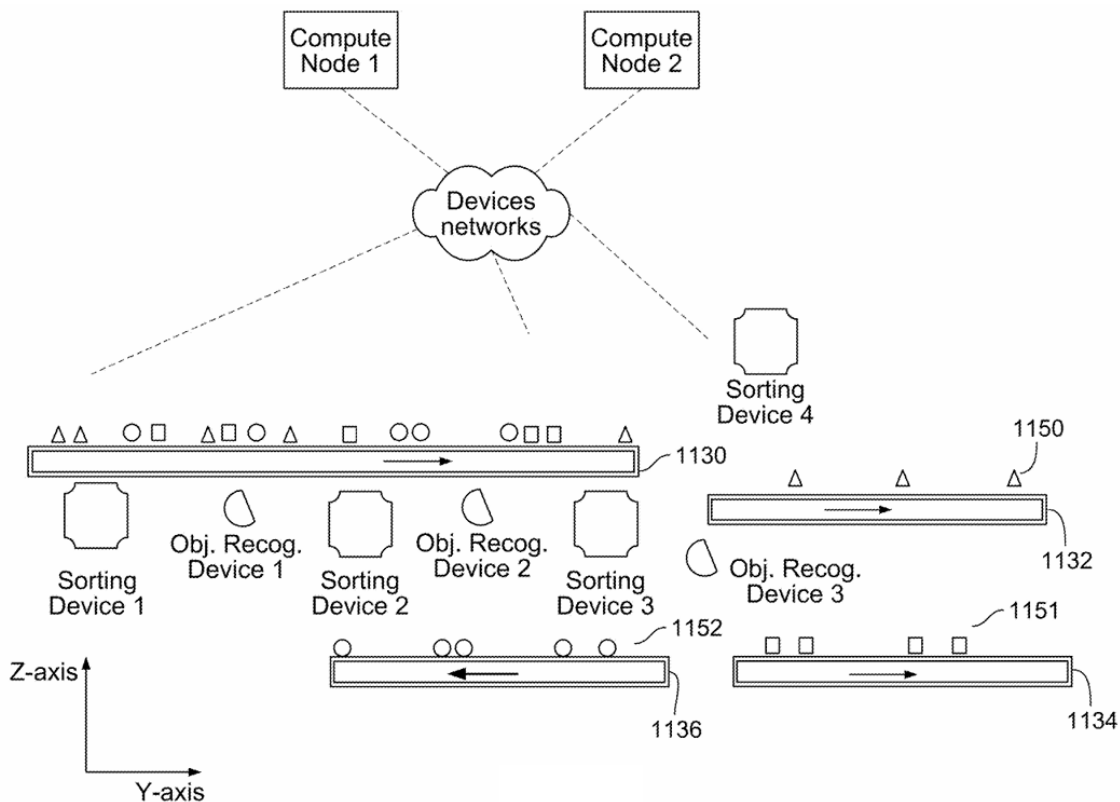 Compute
Node 1
Compute
Node 2
Devices
networks
Sorting
Device 4
1130
1150
1132
Obj. Recog.
Device 1
Obj. Recog.
Device 2
Obj. Recog.
Device 3
Sorting
Device 1
Sorting
Device 2
Sorting
Device 3
1152
1151
1136
1134
Z-axis
Y-axis